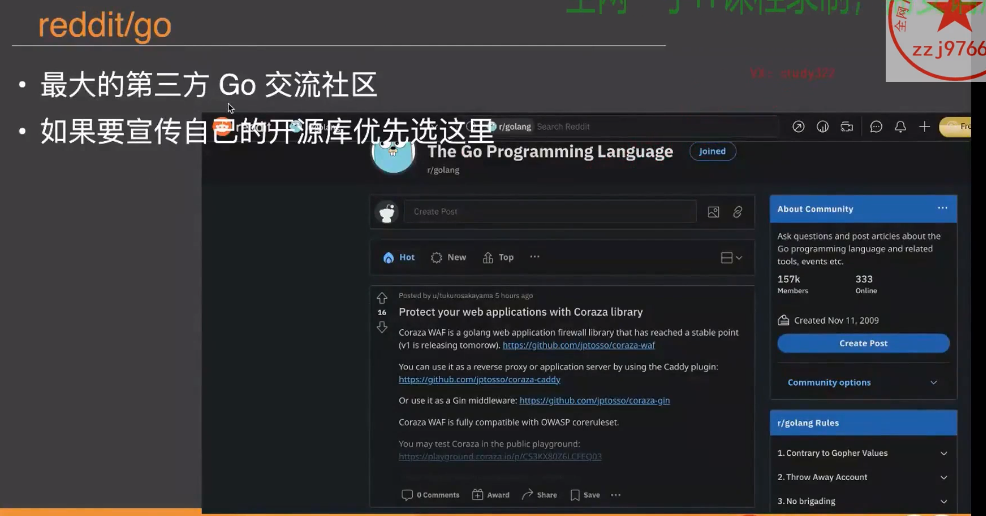 reddit/go
zzj9766
• 最大的第三方 Go 交流社区
• 如果要宣传自己的开源库优先选这里
r/golang Search Reddit
Fre
The Go Programming Language
Joined
r/golang
Create Post
Hot New Top ...
Posted by u/tukurosakayama 5 hours ago
16
Protect your web applications with Coraza library
Coraza WAF is a golang web application firewall library that has reached a stable point
(v1 is releasing tomorow). https://github.com/jptosso/coraza-waf
You can use it as a reverse proxy or application server by using the Caddy plugin:
https://github.com/jptosso/coraza-caddy
Or use it as a Gin middleware: https://github.com/jptosso/coraza-gin
Coraza WAF is fully compatible with OWASP coreruleset.
You may test Coraza in the public playground:
0 Comments Award Share Save ...
About Community ...
Ask questions and post articles about the
Go programming language and related
tools, events etc.
157k 333
Members Online
Created Nov 11, 2009
Create Post
Community options
r/golang Rules
1. Contrary to Gopher Values
2. Throw Away Account
3. No brigading